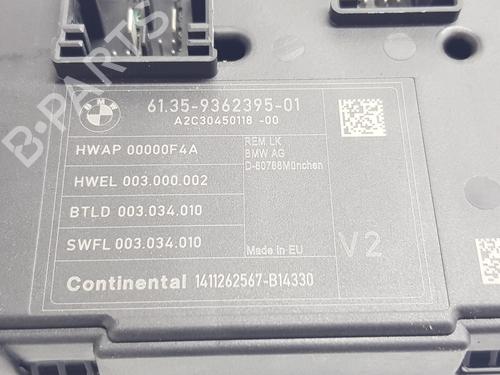 BMW
61.35-9362395-01
A2C30450118 -00
HWAP 00000F4A
REM LK
BMW AG
D-80788München
HWEL 003.000.002
BTLD 003.034.010
SWFL 003.034.010
Made in EU
V2
Continental 1411262567-B14330
B-PARTS